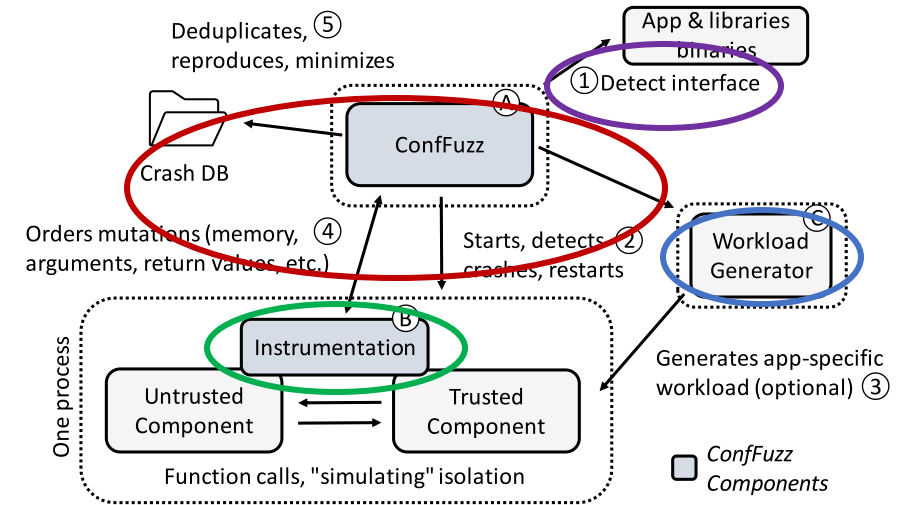 Deduplicates, ⑤
reproduces, minimizes
App & libraries
binaries
① Detect interface
Ⓐ
ConfFuzz
Crash DB
Ⓒ
Workload
Generator
Orders mutations (memory, ④
arguments, return values, etc.)
Starts, detects ②
crashes, restarts
Ⓑ
Instrumentation
Generates app-specific
workload (optional) ③
One process
Untrusted
Component
Trusted
Component
Function calls, "simulating" isolation
ConfFuzz
Components